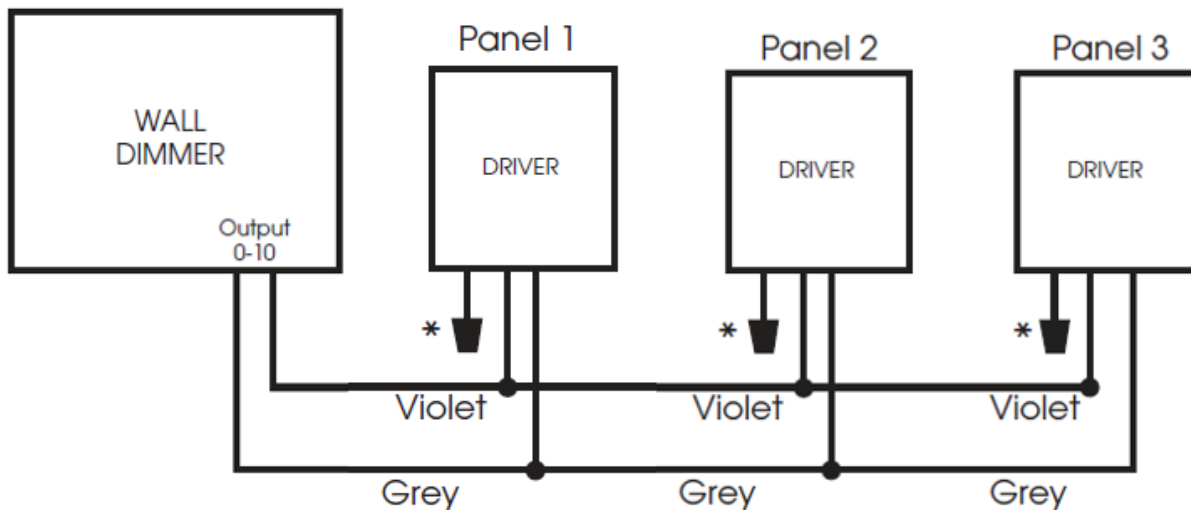 Panel 1
Panel 2
Panel 3
WALL
DIMMER
DRIVER
DRIVER
DRIVER
Output
0-10
*
*
*
Violet
Violet
Violet
Grey
Grey
Grey